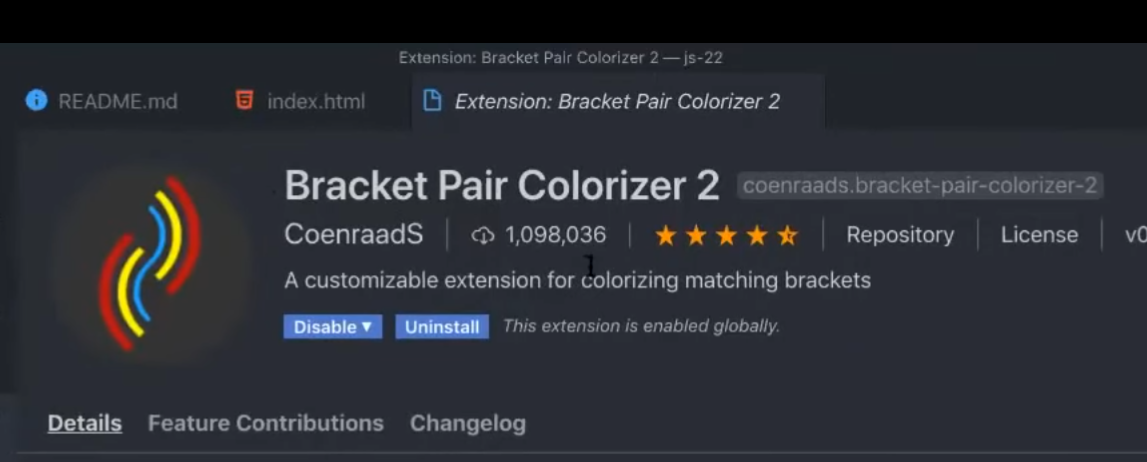 Extension: Bracket Pair Colorizer 2 — js-22
README.md index.html Extension: Bracket Pair Colorizer 2
Bracket Pair Colorizer 2 coenraads.bracket-pair-colorizer-2
CoenraadS 1,098,036 Repository License v0
A customizable extension for colorizing matching brackets
Disable ▾ Uninstall This extension is enabled globally.
Details Feature Contributions Changelog